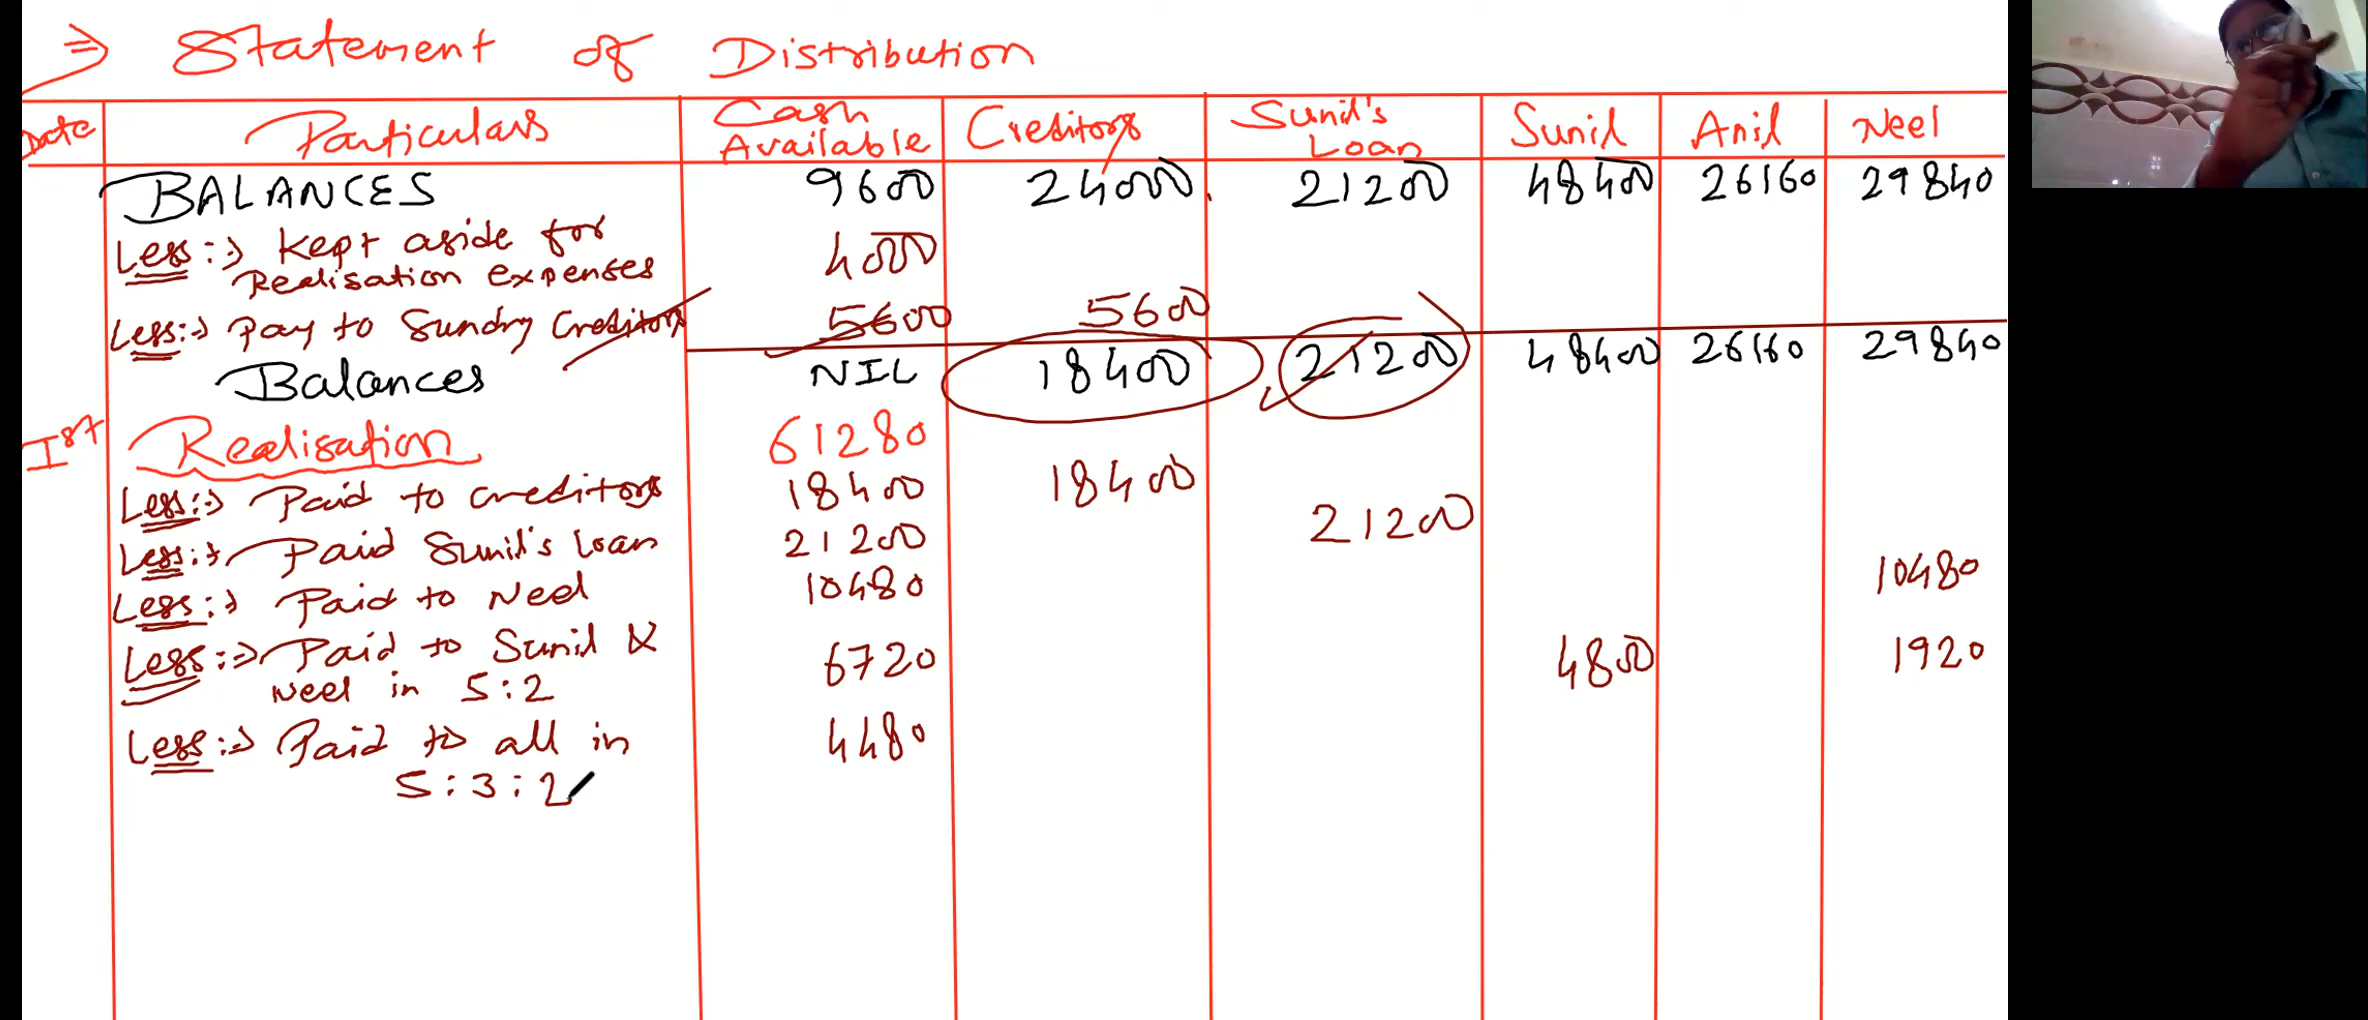 ⇒ Statement of Distribution
Date Particulars Cash Available Creditors Sunil's Loan Sunil Anil Neel
BALANCES 9600 24000 21200 48400 26160 29840
Less:→ Kept aside for 4000
Realisation expenses
Less:→ Pay to Sundry Creditors 5600 5600
Balances NIL 18400 21200 48400 26160 29840
Ist Realisation 61280
Less:→ Paid to creditors 18400 18400
Less:→ Paid Sunil's Loan 21200 21200
Less:→ Paid to Neel 10480 10480
Less:→ Paid to Sunil & 6720 4800 1920
Neel in 5:2
Less:→ Paid to all in 4480
5:3:2